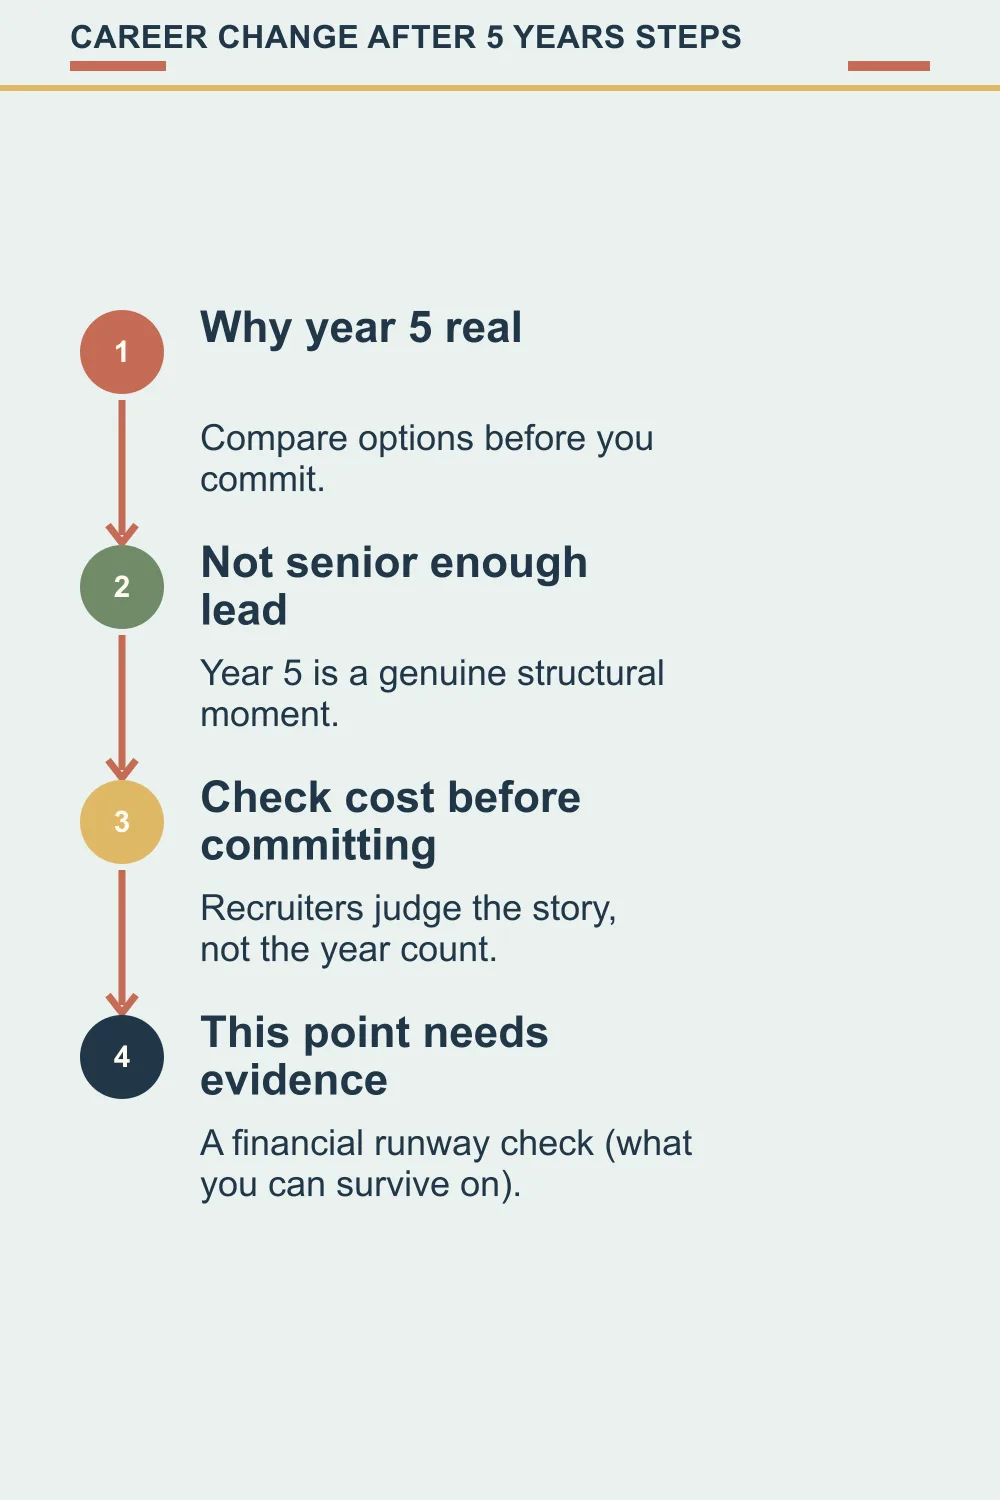 CAREER CHANGE AFTER 5 YEARS STEPS
1
Why year 5 real
Compare options before you
commit.
2
Not senior enough
lead
Year 5 is a genuine structural
moment.
3
Check cost before
committing
Recruiters judge the story,
not the year count.
4
This point needs
evidence
A financial runway check (what
you can survive on).